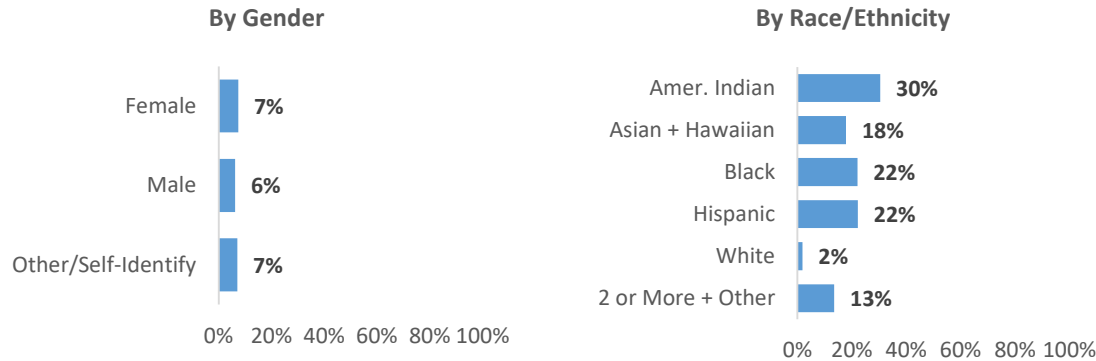 By Gender
Female 7%
Male 6%
Other/Self-Identify 7%
0% 20% 40% 60% 80% 100%
By Race/Ethnicity
Amer. Indian 30%
Asian + Hawaiian 18%
Black 22%
Hispanic 22%
White 2%
2 or More + Other 13%
0% 20% 40% 60% 80% 100%